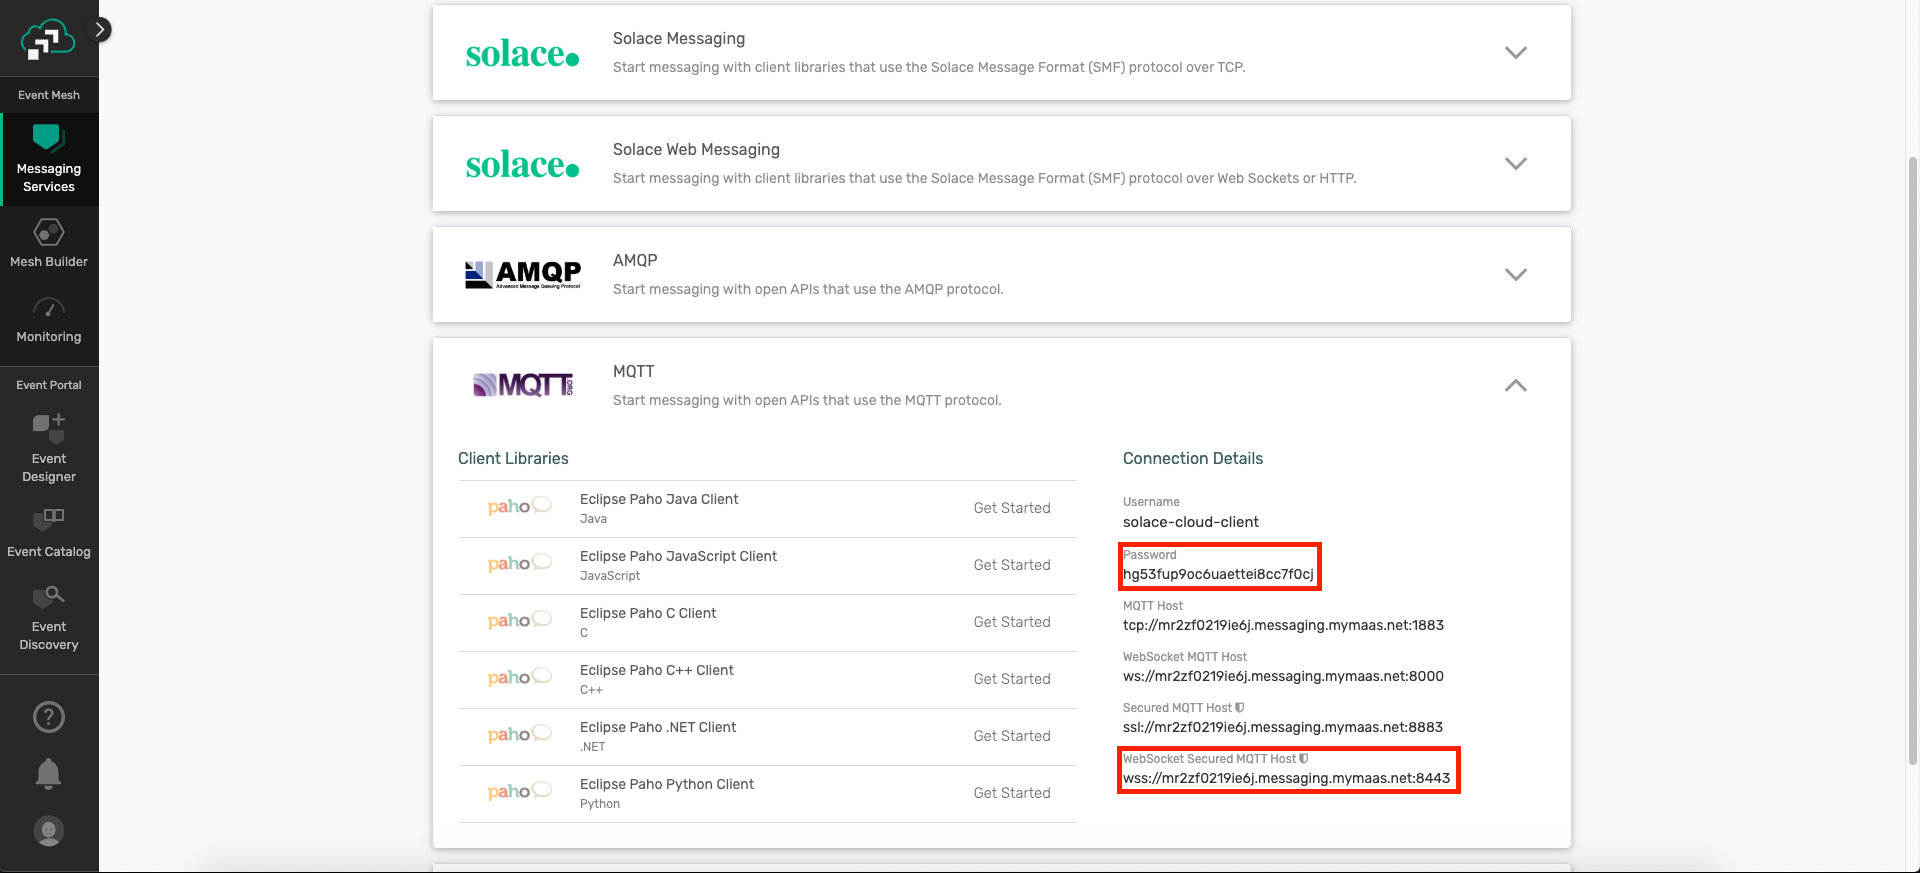 Event Mesh
Messaging
Services
Mesh Builder
Monitoring
Event Portal
Event
Designer
Event Catalog
Event
Discovery
?
solace.
Solace Messaging
Start messaging with client libraries that use the Solace Message Format (SMF) protocol over TCP.
solace.
Solace Web Messaging
Start messaging with client libraries that use the Solace Message Format (SMF) protocol over Web Sockets or HTTP.
AMQP
Advanced Message Queuing Protocol
AMQP
Start messaging with open APIs that use the AMQP protocol.
MQTT.ORG
MQTT
Start messaging with open APIs that use the MQTT protocol.
Client Libraries
paho
Eclipse Paho Java Client
Java
Get Started
paho
Eclipse Paho JavaScript Client
JavaScript
Get Started
paho
Eclipse Paho C Client
C
Get Started
paho
Eclipse Paho C++ Client
C++
Get Started
paho
Eclipse Paho .NET Client
.NET
Get Started
paho
Eclipse Paho Python Client
Python
Get Started
Connection Details
Username
solace-cloud-client
Password
hg53fup9oc6uaettei8cc7f0cj
MQTT Host
tcp://mr2zf0219ie6j.messaging.mymaas.net:1883
WebSocket MQTT Host
ws://mr2zf0219ie6j.messaging.mymaas.net:8000
Secured MQTT Host
ssl://mr2zf0219ie6j.messaging.mymaas.net:8883
WebSocket Secured MQTT Host
wss://mr2zf0219ie6j.messaging.mymaas.net:8443